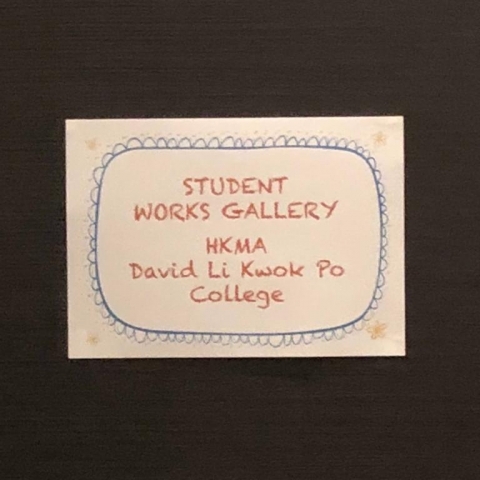 STUDENT
WORKS GALLERY
HKMA
David Li Kwok Po
College